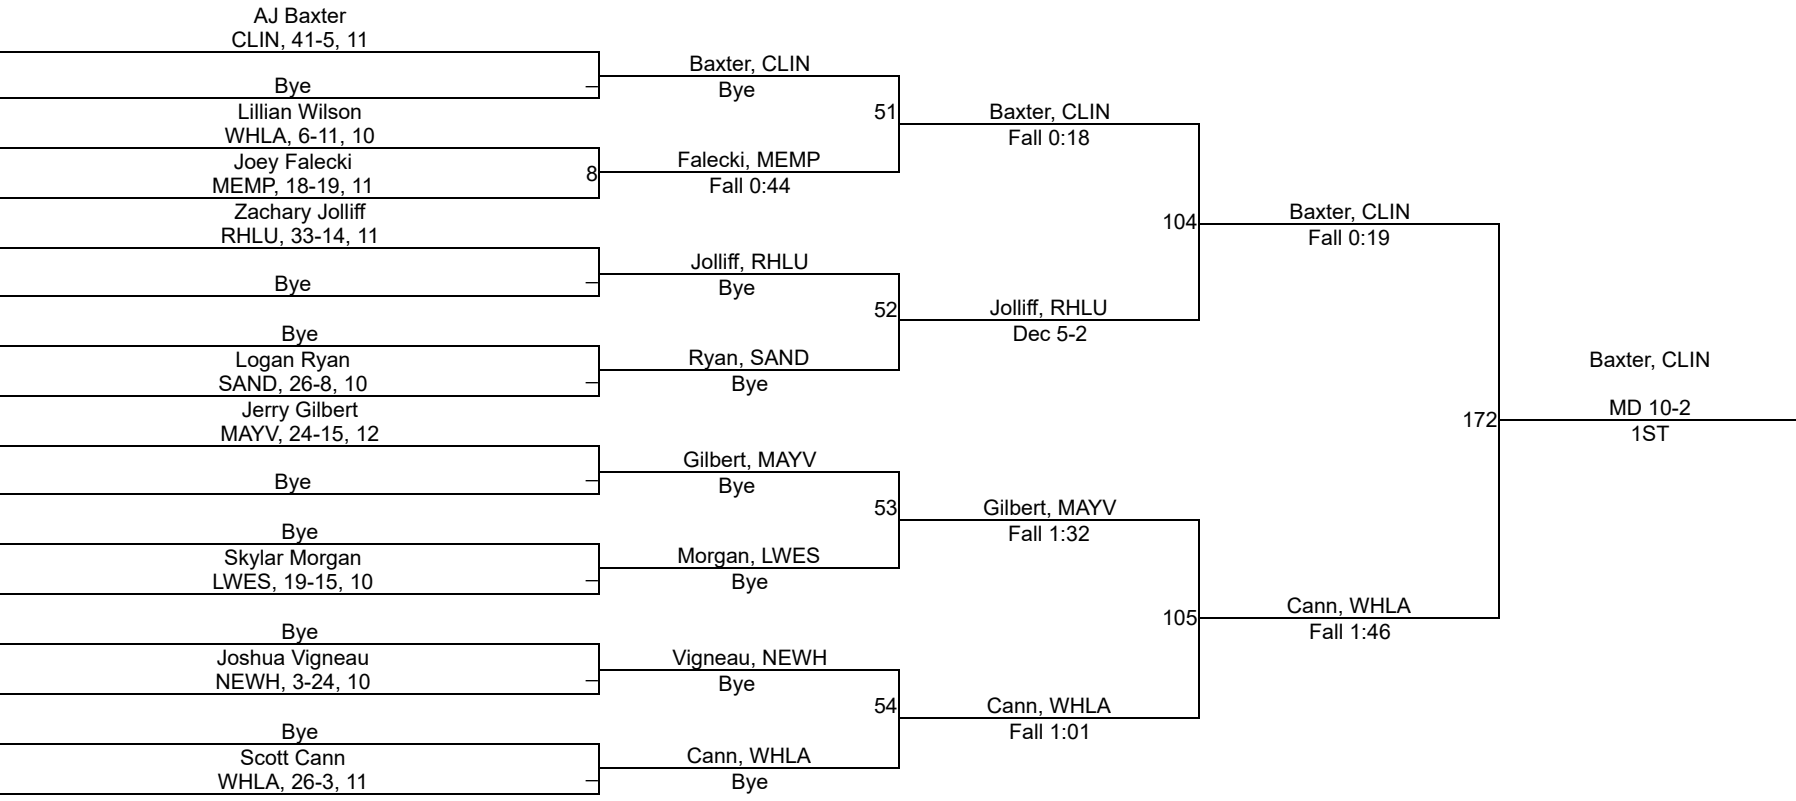 AJ Baxter
CLIN, 41-5, 11
Bye
Lillian Wilson
WHLA, 6-11, 10
Joey Falecki
MEMP, 18-19, 11
8
Zachary Jolliff
RHLU, 33-14, 11
Bye
Bye
Logan Ryan
SAND, 26-8, 10
Jerry Gilbert
MAYV, 24-15, 12
Bye
Bye
Skylar Morgan
LWES, 19-15, 10
Bye
Joshua Vigneau
NEWH, 3-24, 10
Bye
Scott Cann
WHLA, 26-3, 11
Baxter, CLIN
Bye
51
Falecki, MEMP
Fall 0:44
Jolliff, RHLU
Bye
52
Ryan, SAND
Bye
Gilbert, MAYV
Bye
53
Morgan, LWES
Bye
Vigneau, NEWH
Bye
54
Cann, WHLA
Bye
Baxter, CLIN
Fall 0:18
104
Jolliff, RHLU
Dec 5-2
Gilbert, MAYV
Fall 1:32
105
Cann, WHLA
Fall 1:01
Baxter, CLIN
Fall 0:19
172
Cann, WHLA
Fall 1:46
Baxter, CLIN
MD 10-2
1ST